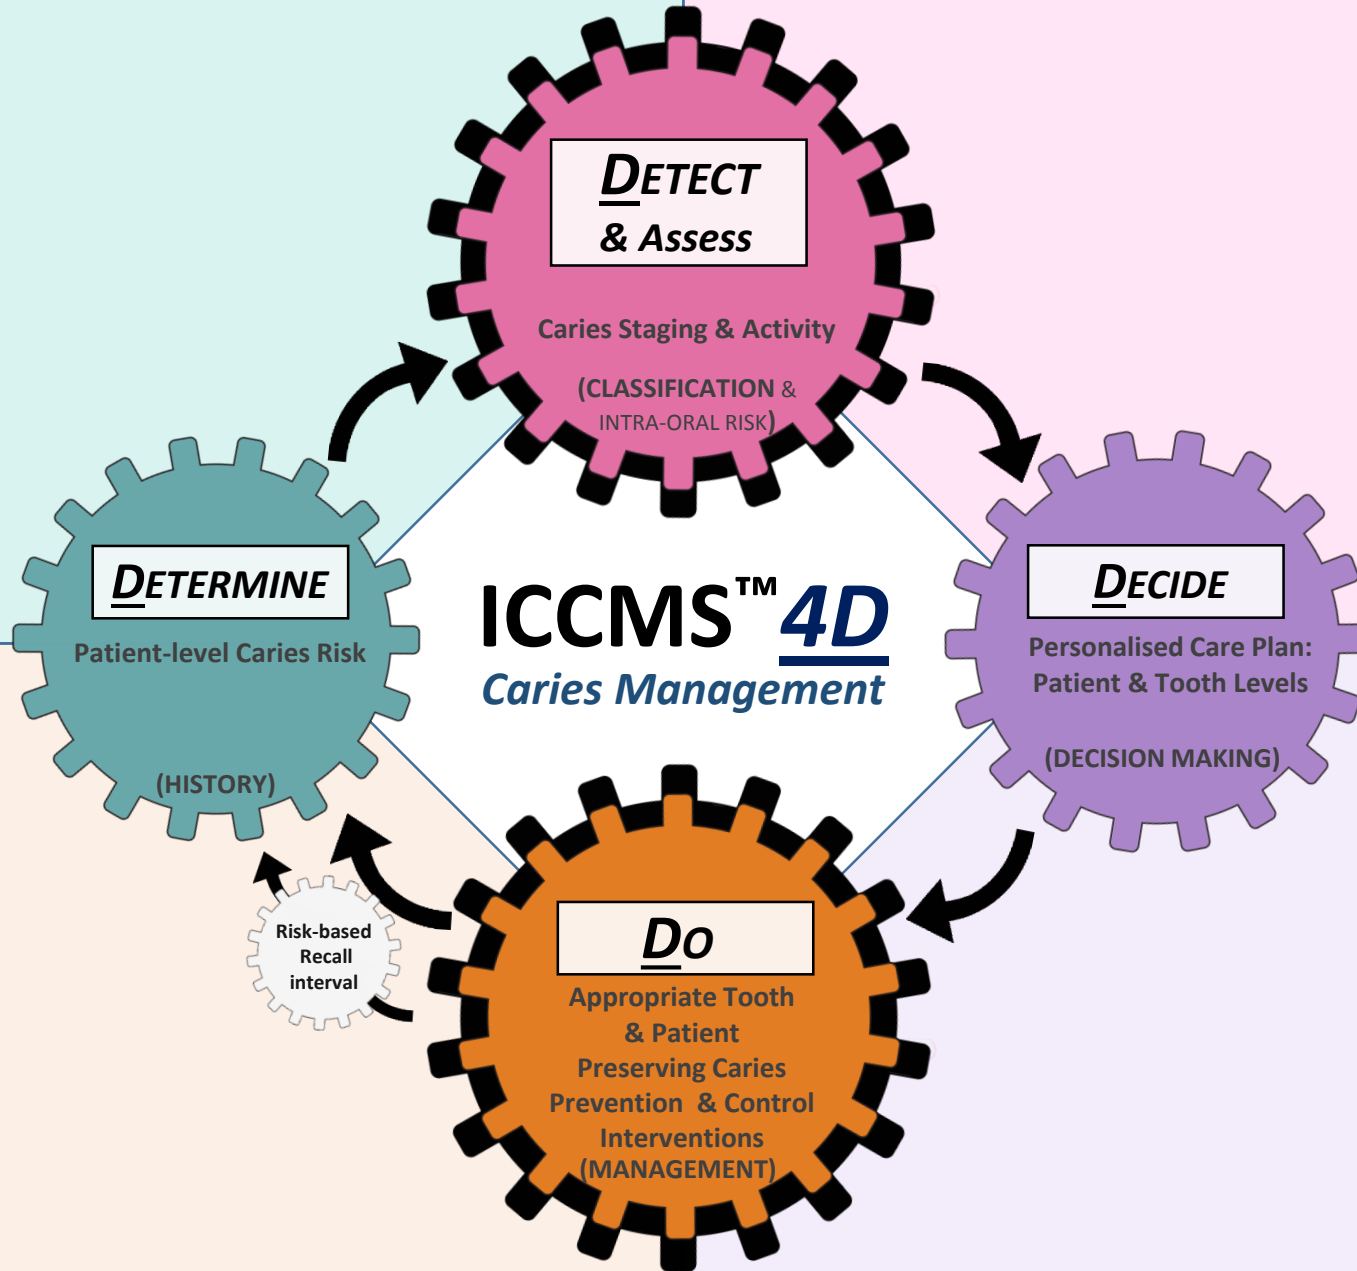 DETECT
& Assess
Caries Staging & Activity
(CLASSIFICATION &
INTRA-ORAL RISK)
DETERMINE
Patient-level Caries Risk
(HISTORY)
ICCMS™ 4D
Caries Management
DECIDE
Personalised Care Plan:
Patient & Tooth Levels
(DECISION MAKING)
Risk-based
Recall
interval
DO
Appropriate Tooth
& Patient
Preserving Caries
Prevention & Control
Interventions
(MANAGEMENT)